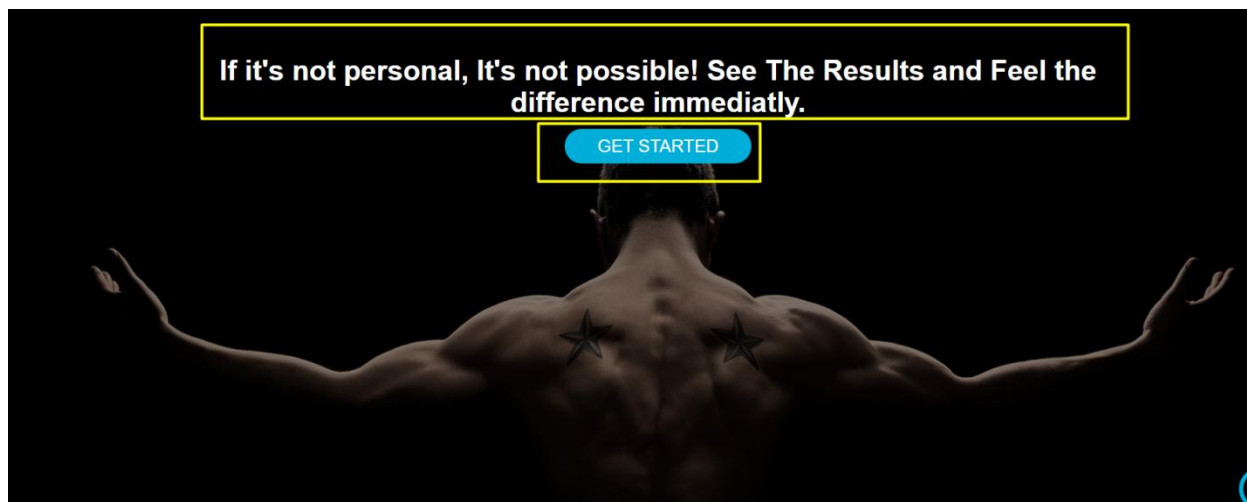 If it's not personal, It's not possible! See The Results and Feel the
difference immediatly.
GET STARTED